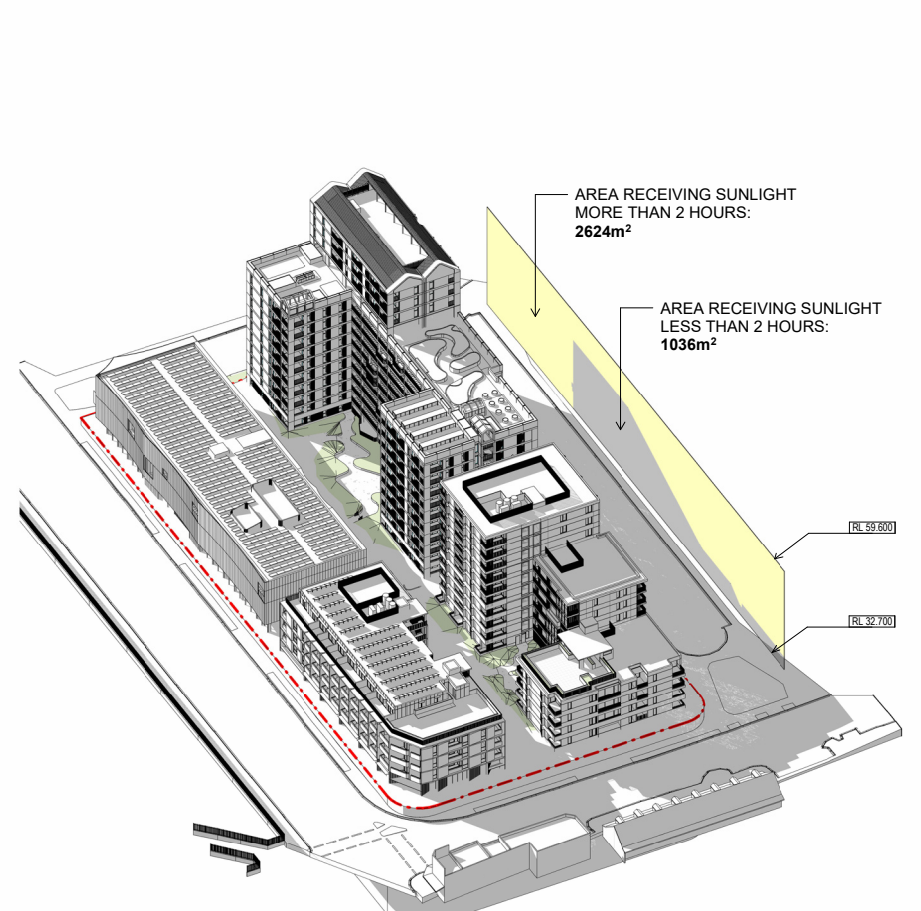 AREA RECEIVING SUNLIGHT
MORE THAN 2 HOURS:
2624m²
AREA RECEIVING SUNLIGHT
LESS THAN 2 HOURS:
1036m²
RL 59.600
RL 32.700